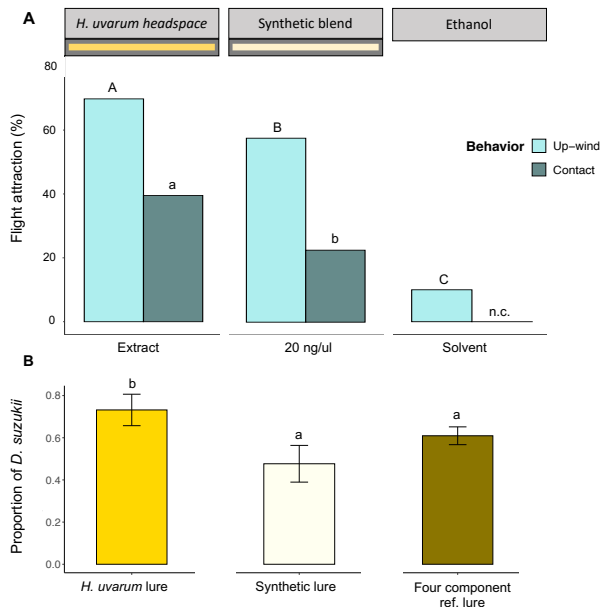 A
H. uvarum headspace
Synthetic blend
Ethanol
80
60
40
20
0
Flight attraction (%)
A
a
B
b
C
n.c.
Behavior
Up-wind
Contact
Extract
20 ng/ul
Solvent
B
0.8
0.6
0.4
0.2
0.0
Proportion of D. suzukii
b
a
a
H. uvarum lure
Synthetic lure
Four component
ref. lure